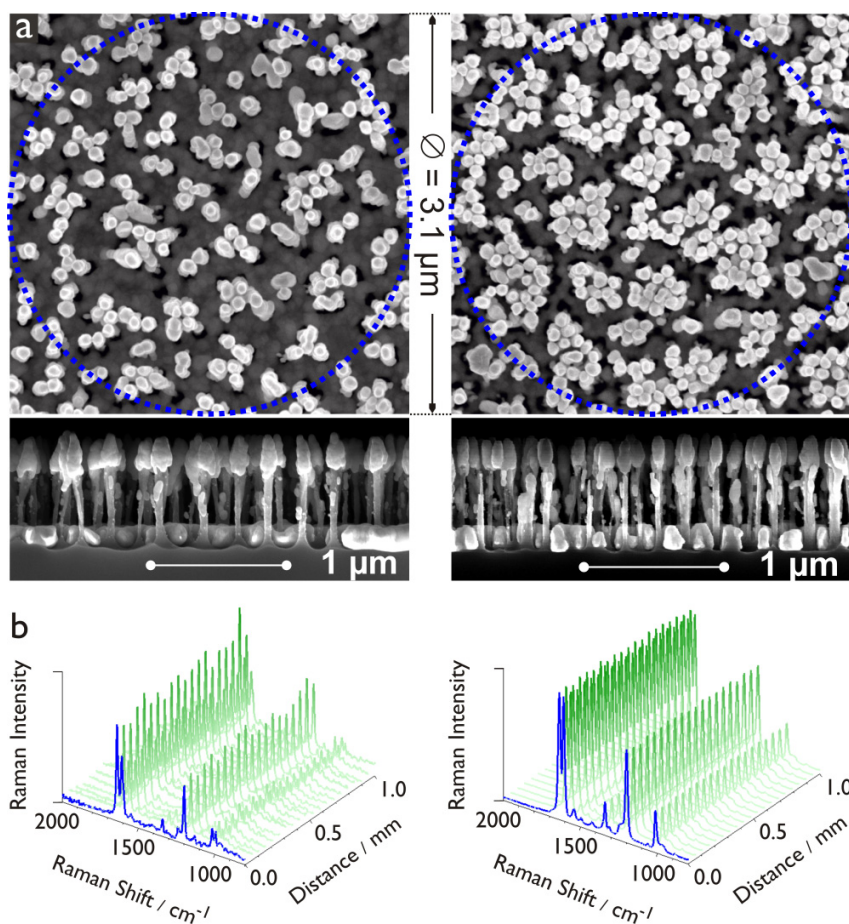 a
Ø = 3.1 µm
1 µm
1 µm
b
Raman Intensity
2000
1500
1000
Raman Shift / cm⁻¹
0.0
0.5
1.0
Distance / mm
Raman Intensity
2000
1500
1000
Raman Shift / cm⁻¹
0.0
0.5
1.0
Distance / mm